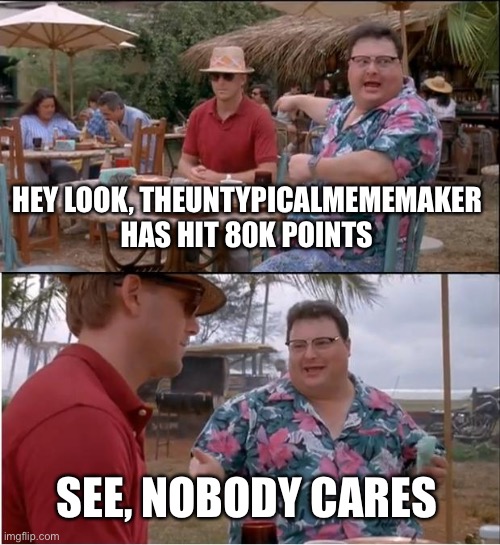 HEY LOOK, THEUNTYPICALMEMEMAKER
HAS HIT 80K POINTS
SEE, NOBODY CARES
imgflip.com